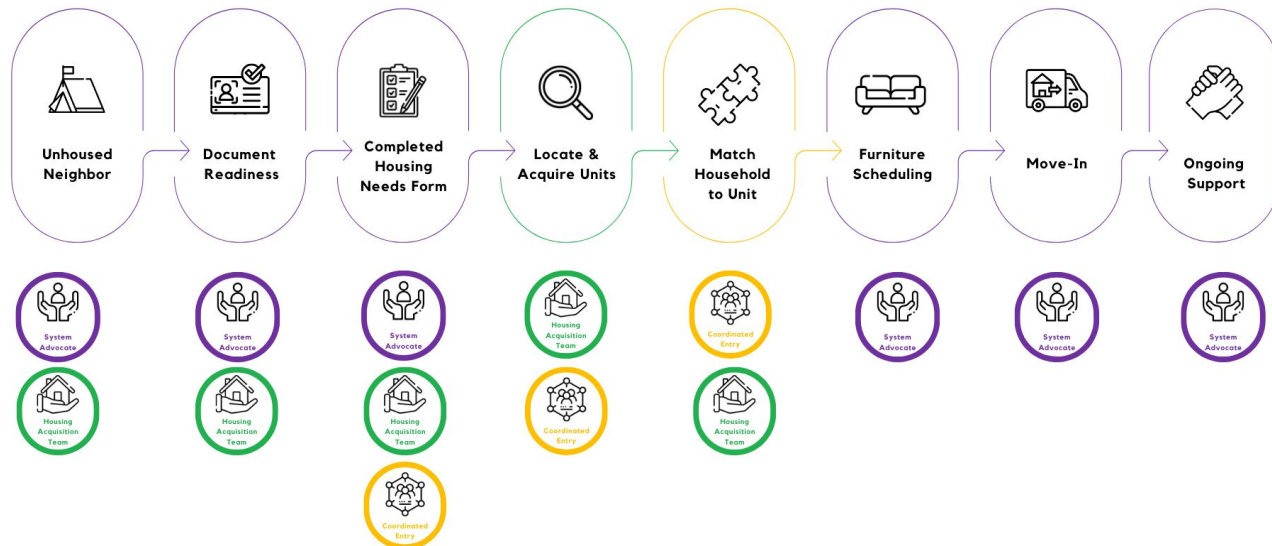 Unhoused
Neighbor
Document
Readiness
Completed
Housing
Needs Form
Locate &
Acquire Units
Match
Household
to Unit
Furniture
Scheduling
Move-In
Ongoing
Support
System
Advocate
System
Advocate
System
Advocate
Housing
Acquisition
Team
Coordinated
Entry
System
Advocate
System
Advocate
System
Advocate
Housing
Acquisition
Team
Housing
Acquisition
Team
Housing
Acquisition
Team
Coordinated
Entry
Housing
Acquisition
Team
Coordinated
Entry